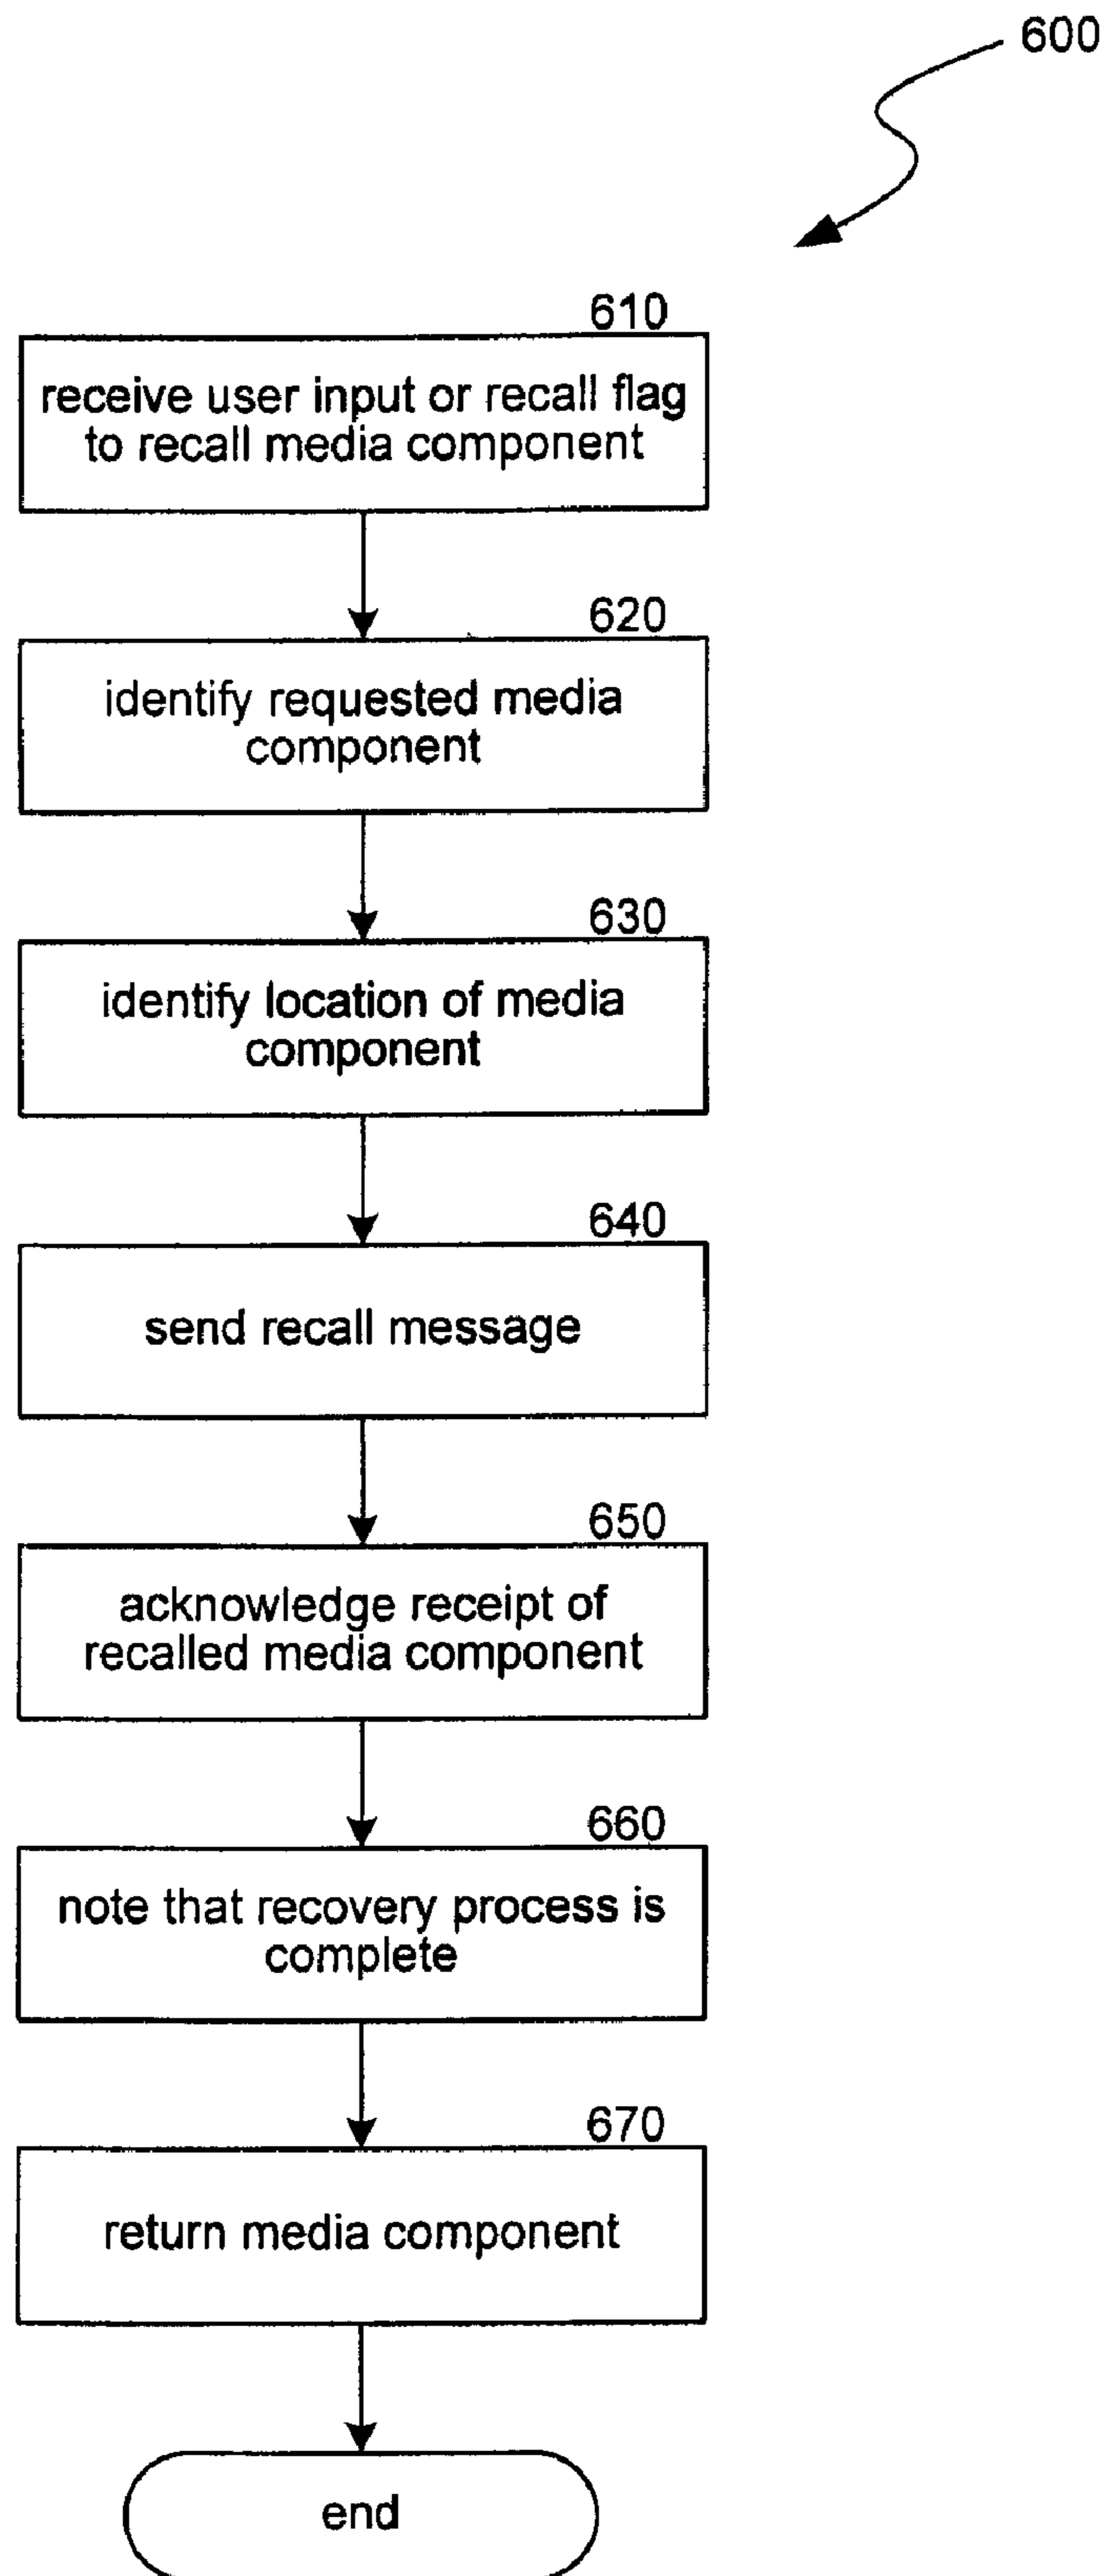 600
610
receive user input or recall flag
to recall media component
620
identify requested media
component
630
identify location of media
component
640
send recall message
650
acknowledge receipt of
recalled media component
660
note that recovery process is
complete
670
return media component
end